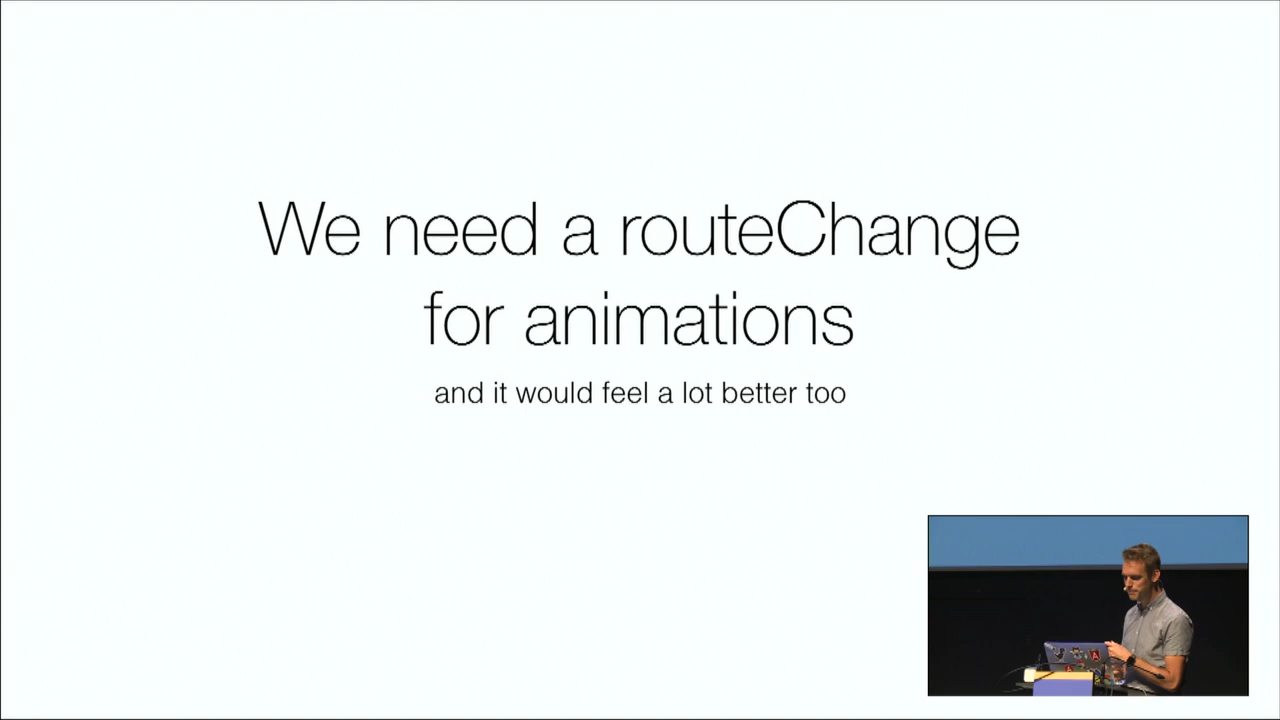 We need a routeChange
for animations
and it would feel a lot better too